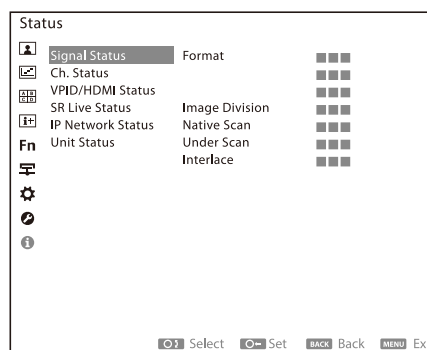 Status
Signal Status Format
Ch. Status
VPID/HDMI Status
SR Live Status Image Division
IP Network Status Native Scan
Fn Unit Status Under Scan
Interlace
Select Set BACK Back MENU Ex